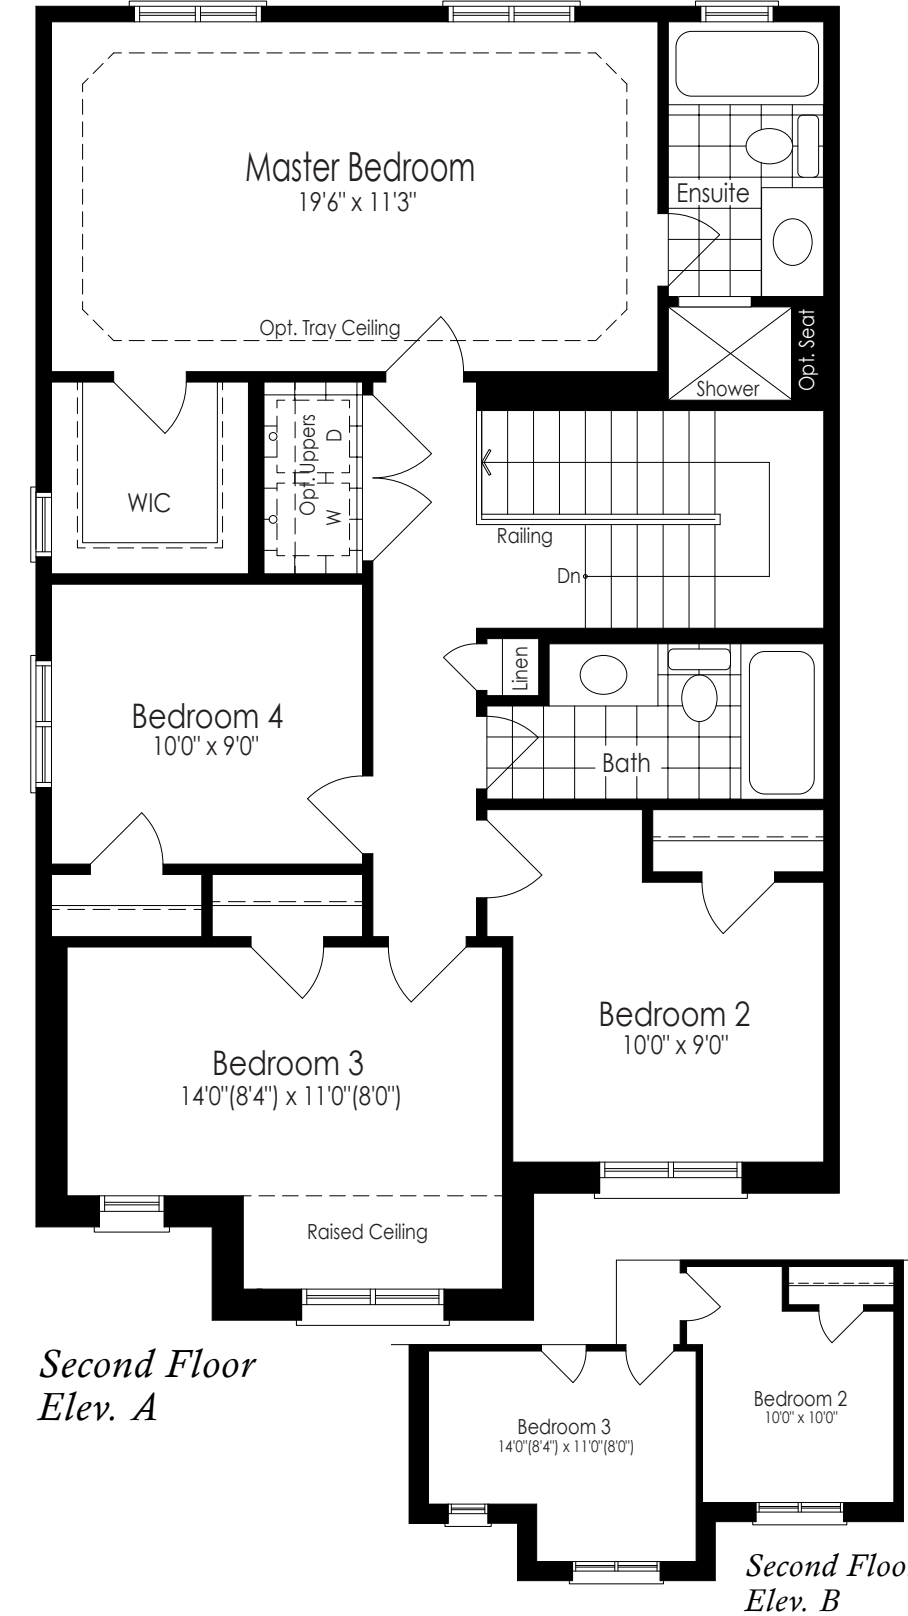 Master Bedroom
19'6" x 11'3"
Ensuite
Opt. Tray Ceiling
Opt. Seat
Shower
WIC
Opt. Uppers
D
W
Railing
Dn
Linen
Bedroom 4
10'0" x 9'0"
Bath
Bedroom 2
10'0" x 9'0"
Bedroom 3
14'0"(8'4") x 11'0"(8'0")
Raised Ceiling
Second Floor
Elev. A
Bedroom 2
10'0" x 10'0"
Bedroom 3
14'0"(8'4") x 11'0"(8'0")
Second Floo
Elev. B